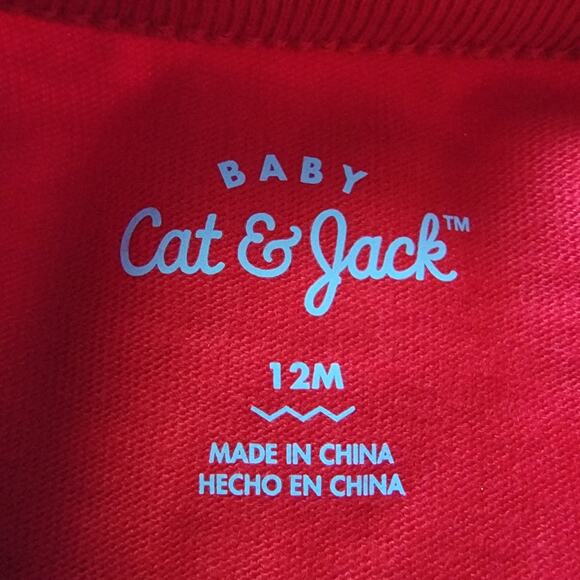 BABY
Cat & Jack™
12M
MADE IN CHINA
HECHO EN CHINA